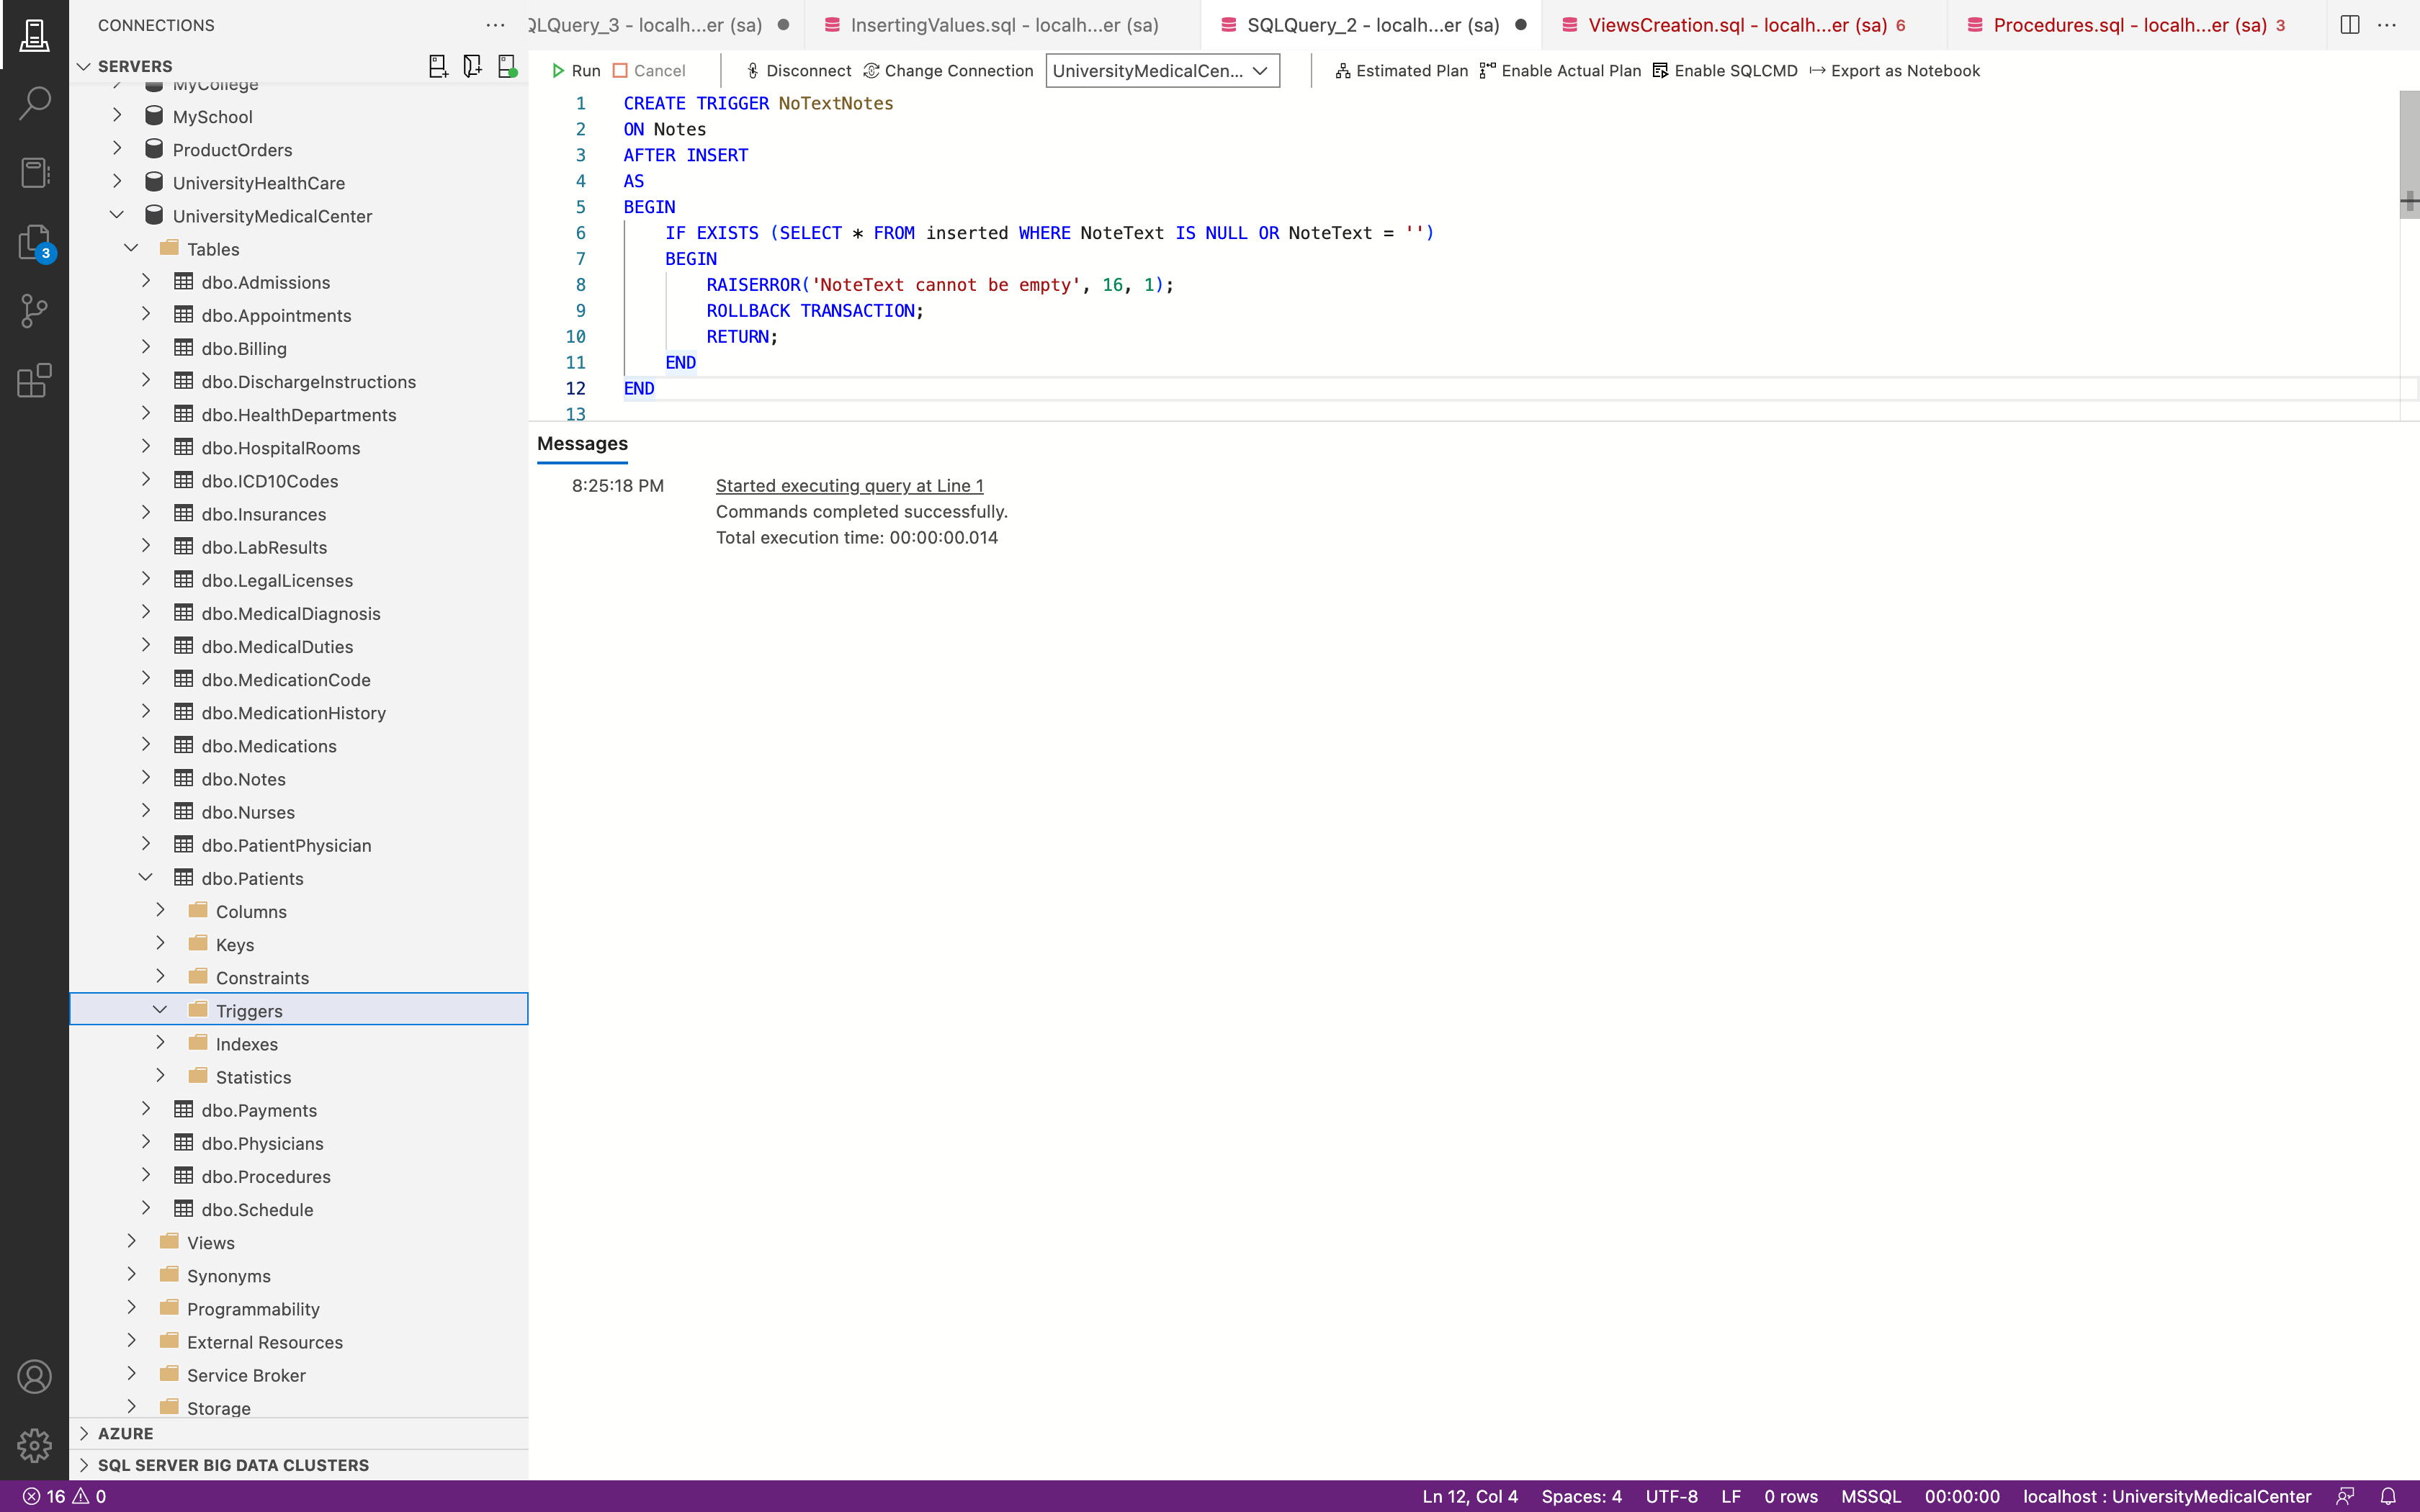 CONNECTIONS
QLQuery_3 - localh...er (sa)
InsertingValues.sql - localh...er (sa)
SQLQuery_2 - localh...er (sa)
ViewsCreation.sql - localh...er (sa) 6
Procedures.sql - localh...er (sa) 3
SERVERS
Run
Cancel
Disconnect
Change Connection
UniversityMedicalCen...
Estimated Plan
Enable Actual Plan
Enable SQLCMD
Export as Notebook
MyCollege
MySchool
ProductOrders
UniversityHealthCare
UniversityMedicalCenter
Tables
dbo.Admissions
dbo.Appointments
dbo.Billing
dbo.DischargeInstructions
dbo.HealthDepartments
dbo.HospitalRooms
dbo.ICD10Codes
dbo.Insurances
dbo.LabResults
dbo.LegalLicenses
dbo.MedicalDiagnosis
dbo.MedicalDuties
dbo.MedicationCode
dbo.MedicationHistory
dbo.Medications
dbo.Notes
dbo.Nurses
dbo.PatientPhysician
dbo.Patients
Columns
Keys
Constraints
Triggers
Indexes
Statistics
dbo.Payments
dbo.Physicians
dbo.Procedures
dbo.Schedule
Views
Synonyms
Programmability
External Resources
Service Broker
Storage
AZURE
SQL SERVER BIG DATA CLUSTERS
3
1 CREATE TRIGGER NoTextNotes
2 ON Notes
3 AFTER INSERT
4 AS
5 BEGIN
6 IF EXISTS (SELECT * FROM inserted WHERE NoteText IS NULL OR NoteText = '')
7 BEGIN
8 RAISERROR('NoteText cannot be empty', 16, 1);
9 ROLLBACK TRANSACTION;
10 RETURN;
11 END
12 END
13
Messages
8:25:18 PM Started executing query at Line 1
Commands completed successfully.
Total execution time: 00:00:00.014
16 0
Ln 12, Col 4 Spaces: 4 UTF-8 LF 0 rows MSSQL 00:00:00 localhost : UniversityMedicalCenter